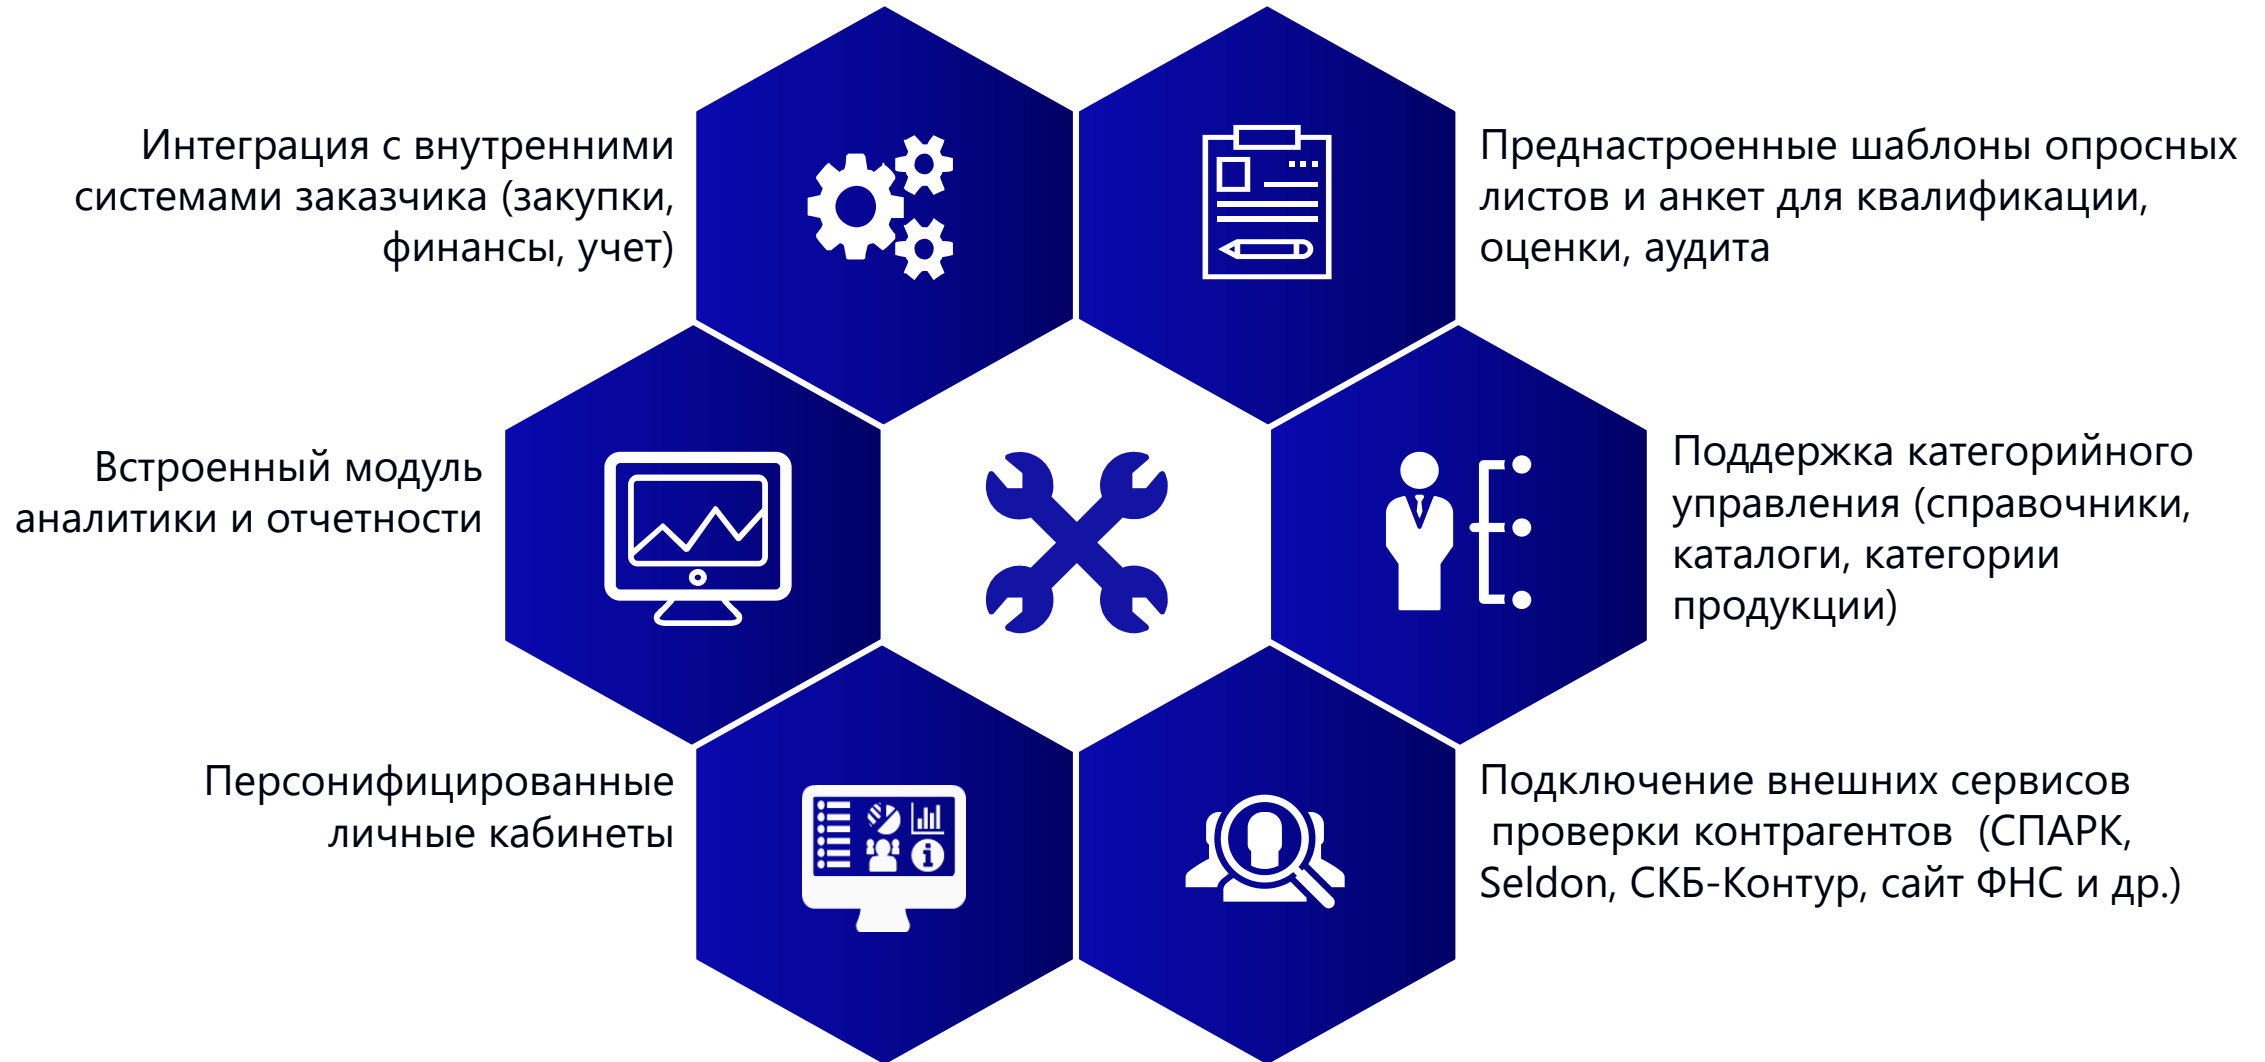 Интеграция с внутренними
системами заказчика (закупки,
финансы, учет)
Преднастроенные шаблоны опросных
листов и анкет для квалификации,
оценки, аудита
Встроенный модуль
аналитики и отчетности
Поддержка категорийного
управления (справочники,
каталоги, категории
продукции)
Персонифицированные
личные кабинеты
Подключение внешних сервисов
проверки контрагентов (СПАРК,
Seldon, СКБ-Контур, сайт ФНС и др.)